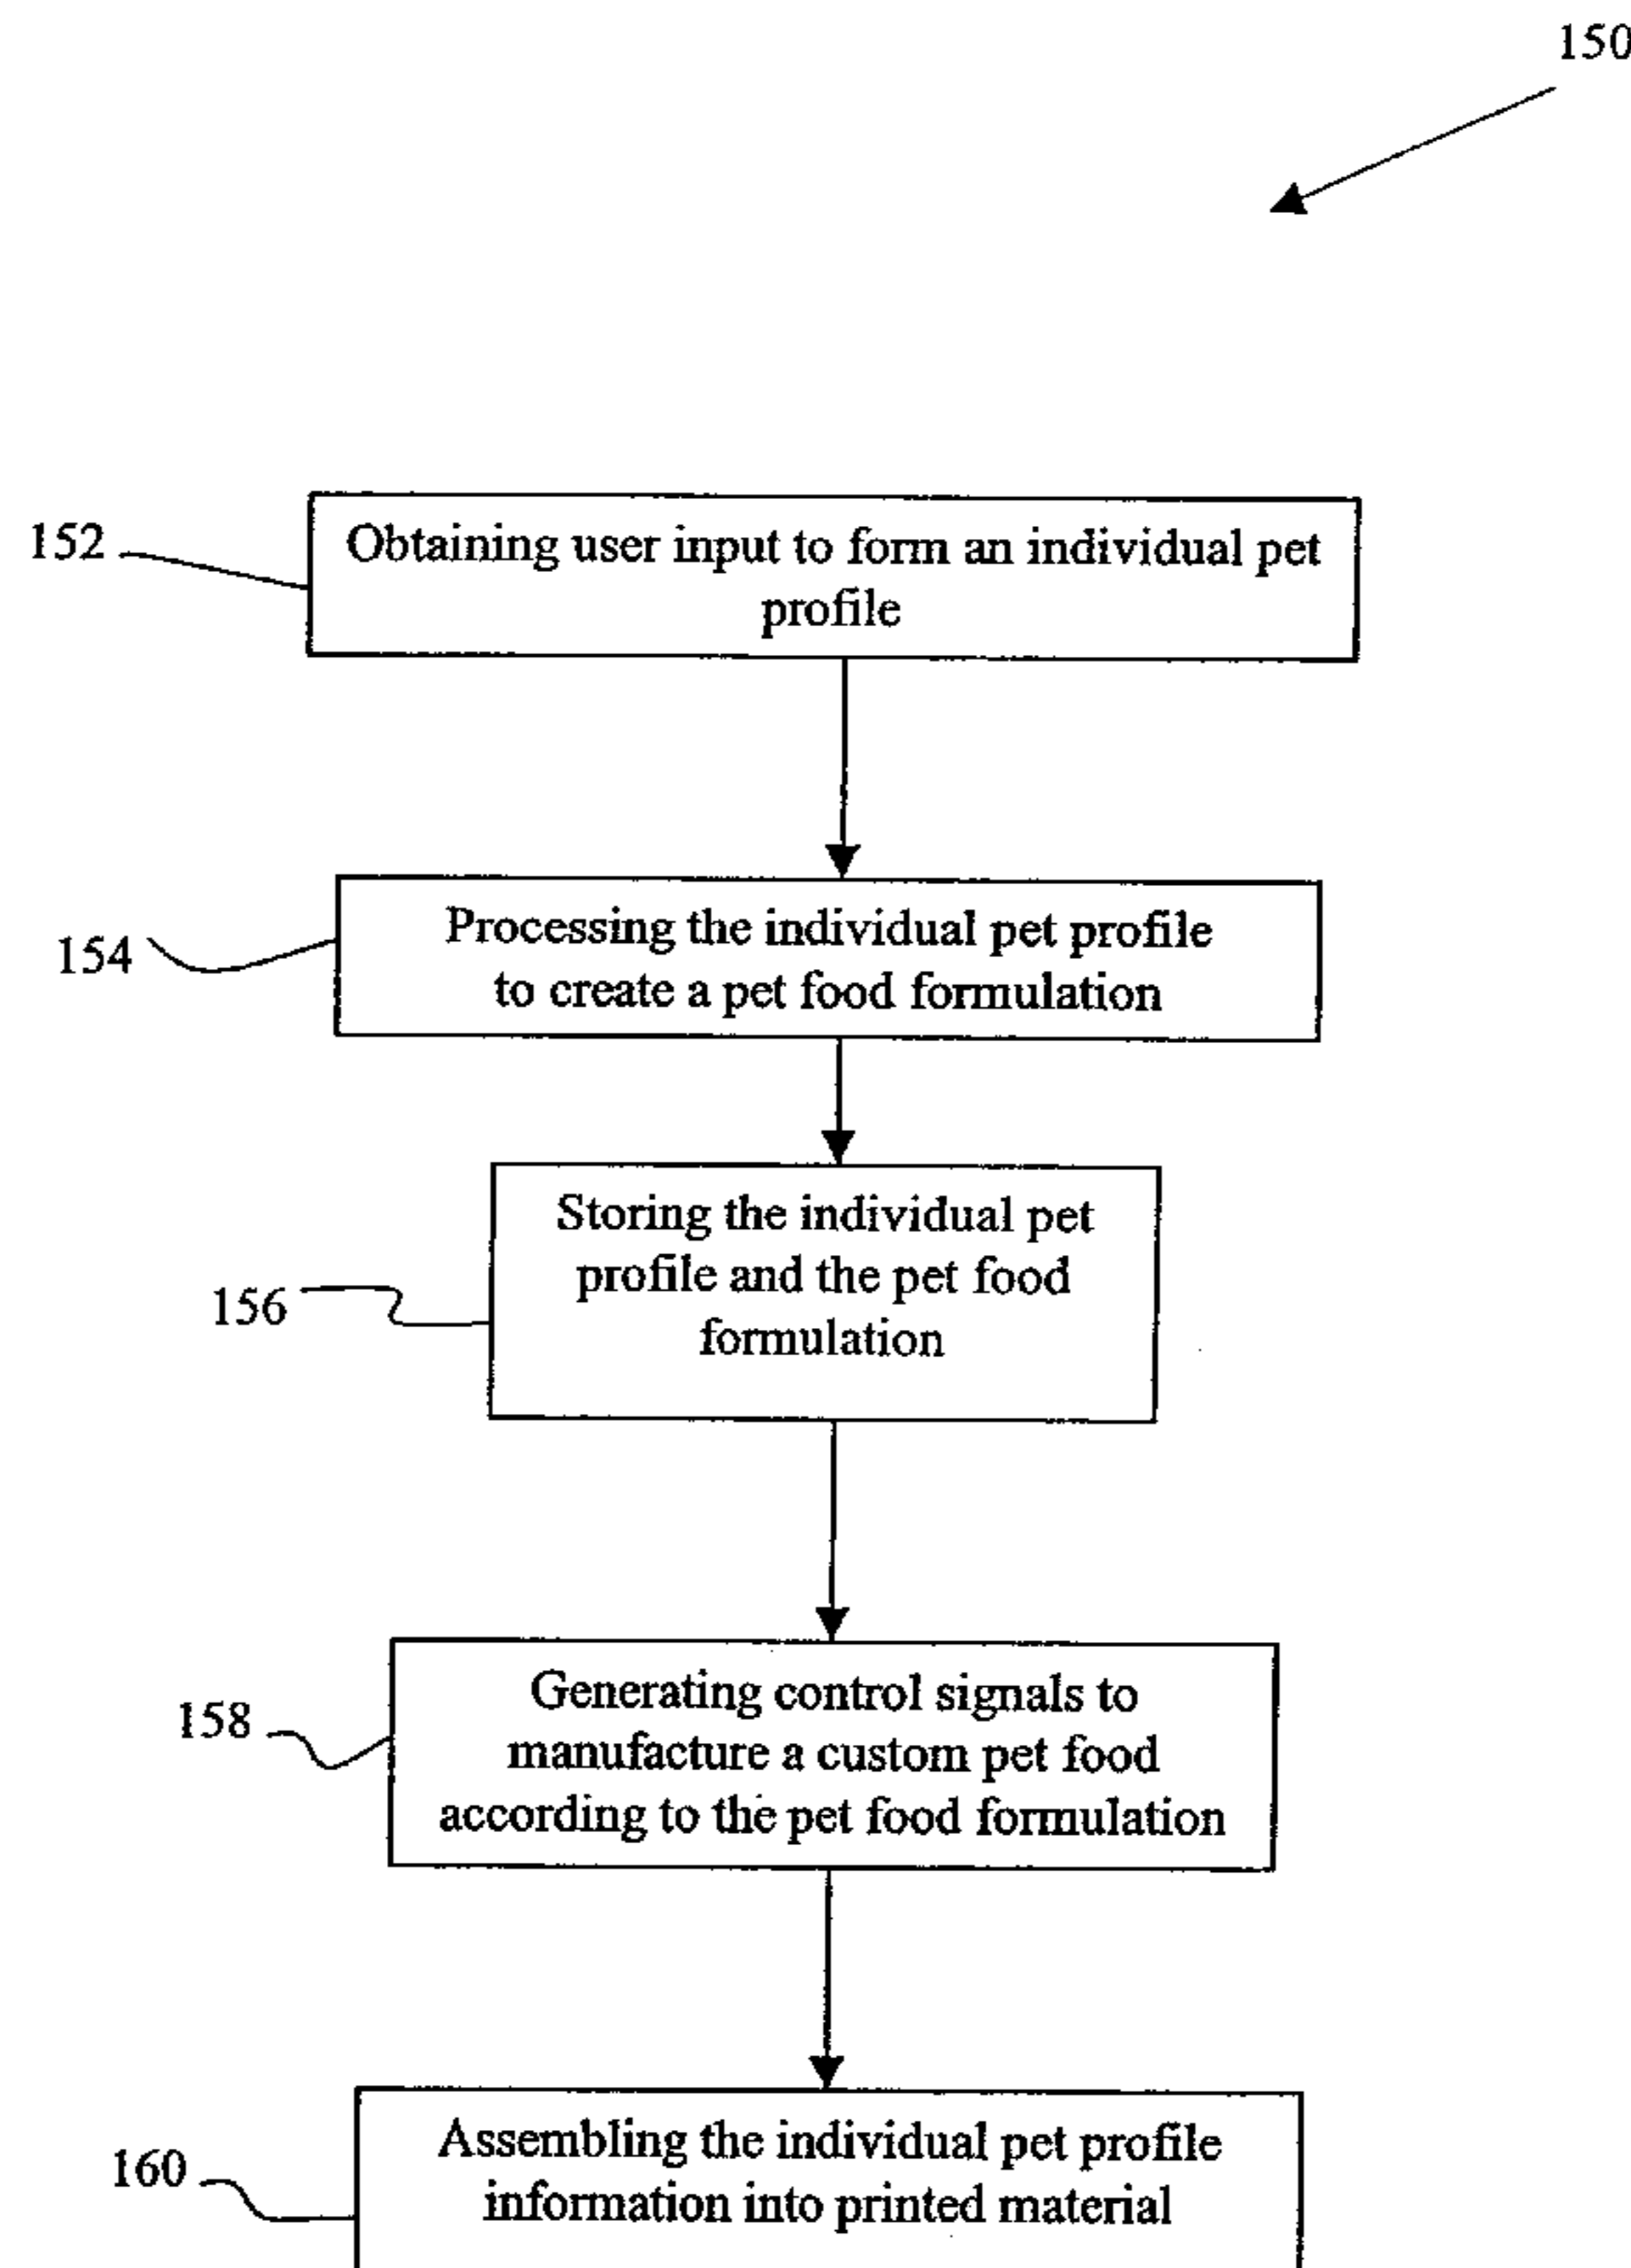 150
152
Obtaining user input to form an individual pet
profile
154
Processing the individual pet profile
to create a pet food formulation
156
Storing the individual pet
profile and the pet food
formulation
158
Generating control signals to
manufacture a custom pet food
according to the pet food formulation
160
Assembling the individual pet profile
information into printed material